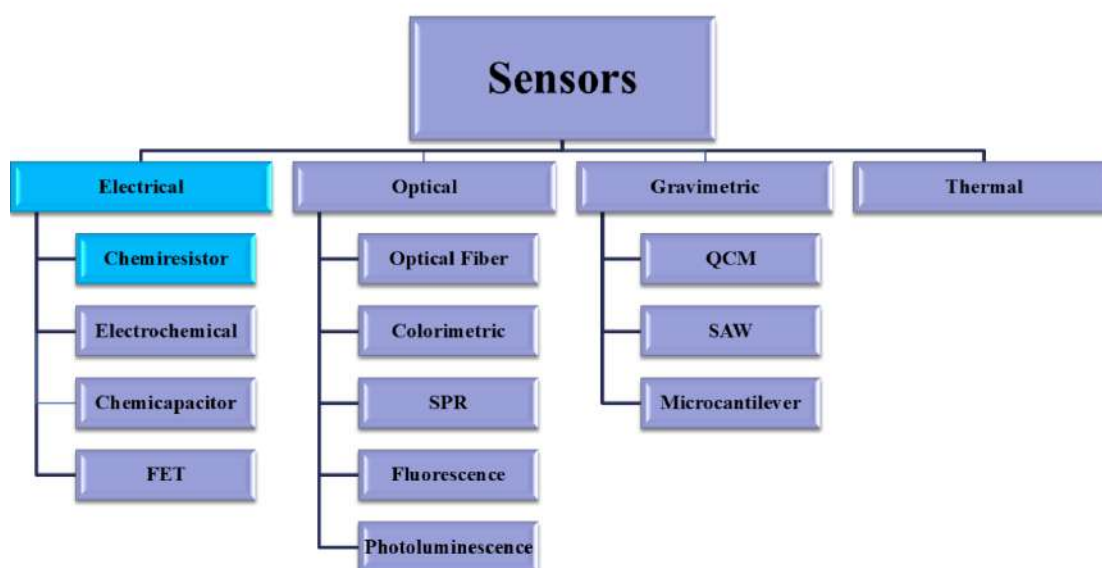 Sensors
Electrical
Optical
Gravimetric
Thermal
Chemiresistor
Electrochemical
Chemicapacitor
FET
Optical Fiber
Colorimetric
SPR
Fluorescence
Photoluminescence
QCM
SAW
Microcantilever